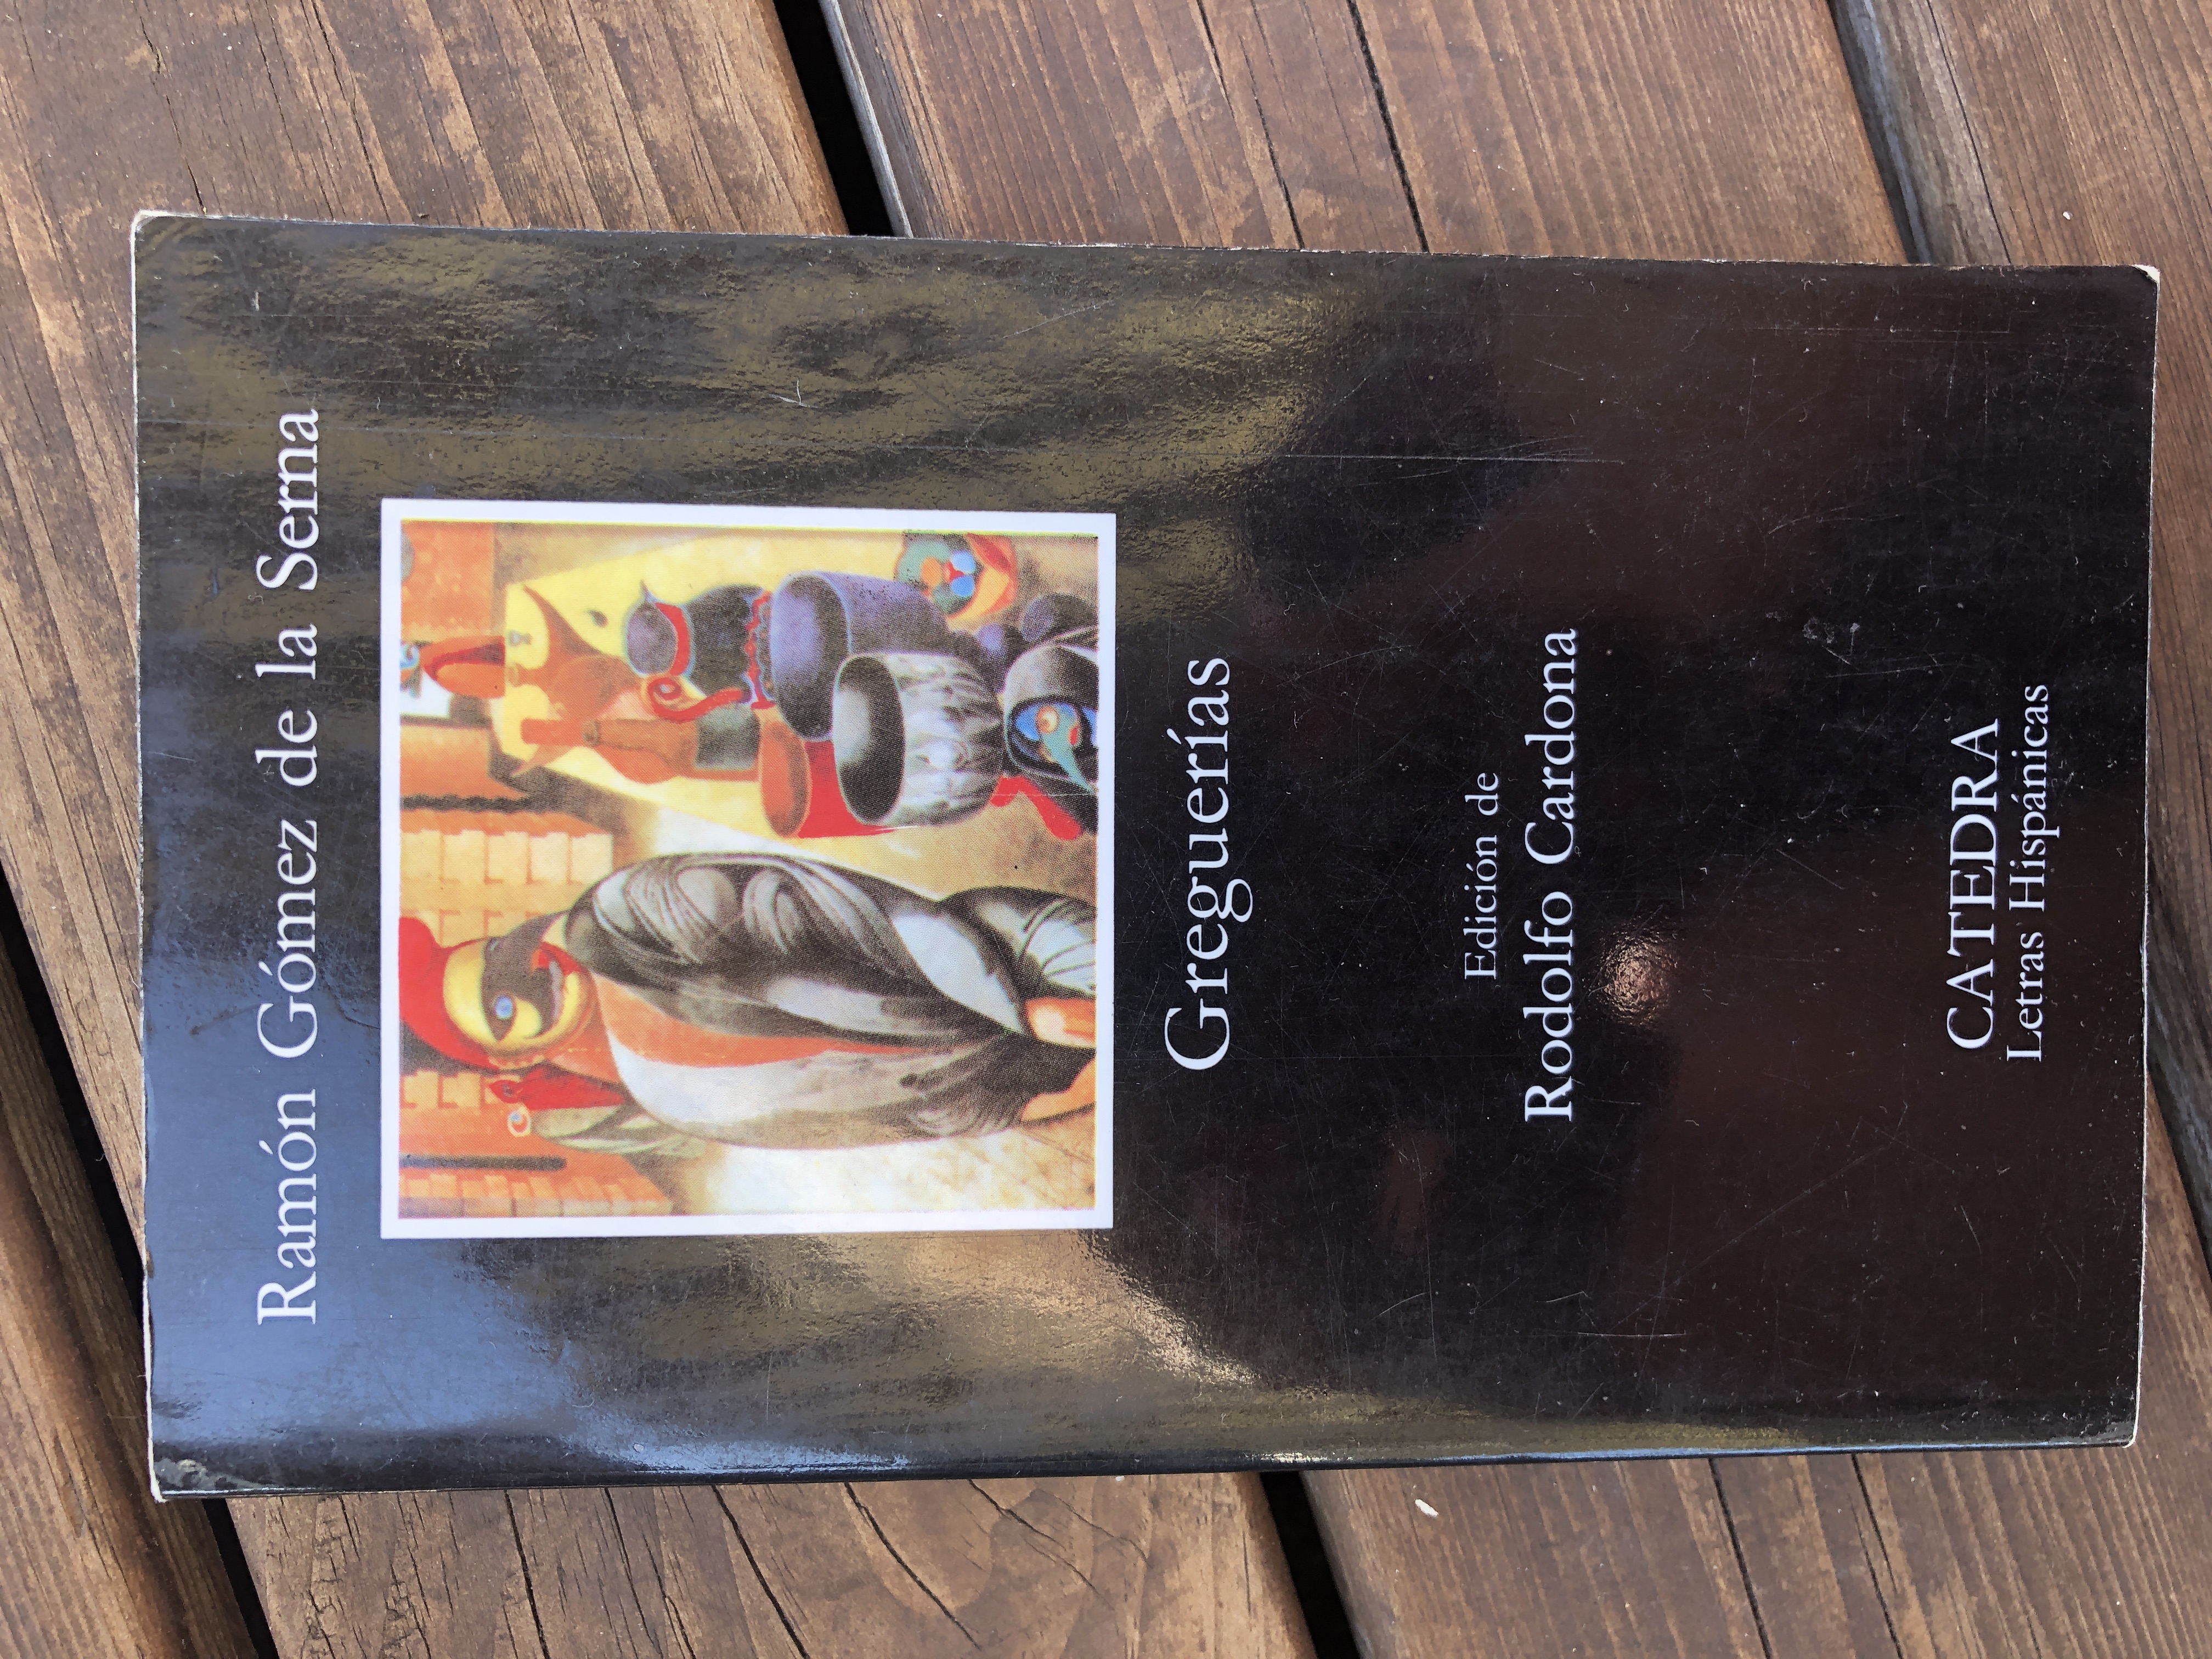 Ramón Gómez de la Serna
Greguerías
Edición de
Rodolfo Cardona
CATEDRA
Letras Hispánicas